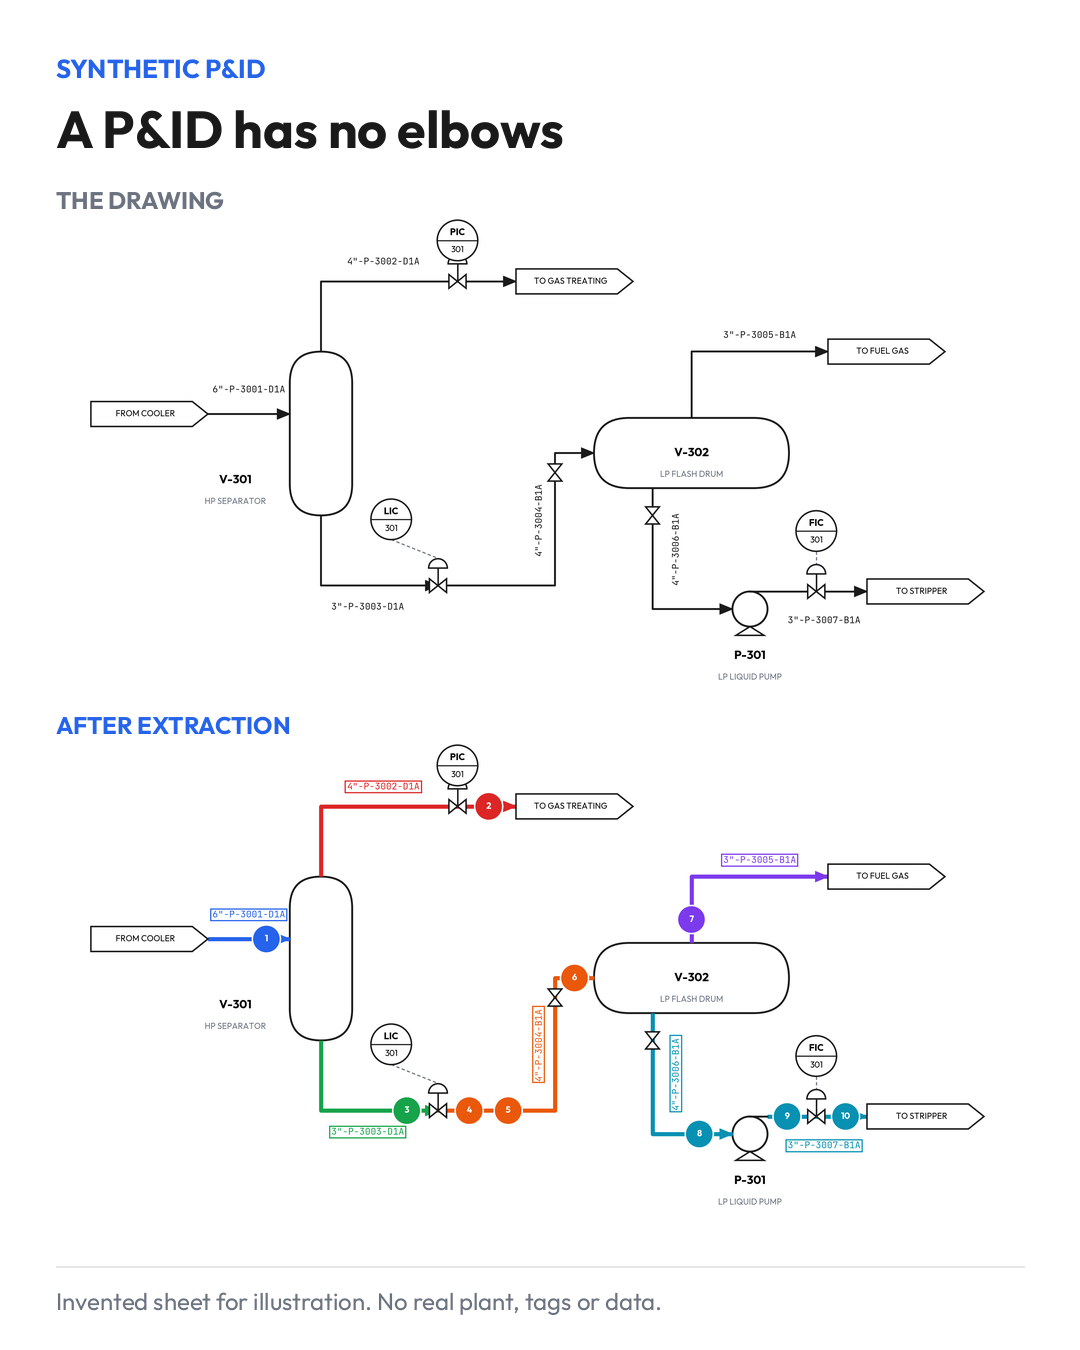 SYNTHETIC P&ID
A P&ID has no elbows
THE DRAWING
PIC
301
4"-P-3002-D1A
TO GAS TREATING
3"-P-3005-B1A
TO FUEL GAS
6"-P-3001-D1A
FROM COOLER
V-302
LP FLASH DRUM
V-301
HP SEPARATOR
4"-P-3004-B1A
LIC
301
4"-P-3006-B1A
FIC
301
TO STRIPPER
3"-P-3003-D1A
3"-P-3007-B1A
P-301
LP LIQUID PUMP
AFTER EXTRACTION
PIC
301
4"-P-3002-D1A
2
TO GAS TREATING
3"-P-3005-B1A
TO FUEL GAS
6"-P-3001-D1A
7
FROM COOLER
1
6
V-302
LP FLASH DRUM
V-301
HP SEPARATOR
4"-P-3004-B1A
LIC
301
4"-P-3006-B1A
FIC
301
3
4
5
9
10
TO STRIPPER
3"-P-3003-D1A
8
3"-P-3007-B1A
P-301
LP LIQUID PUMP
Invented sheet for illustration. No real plant, tags or data.